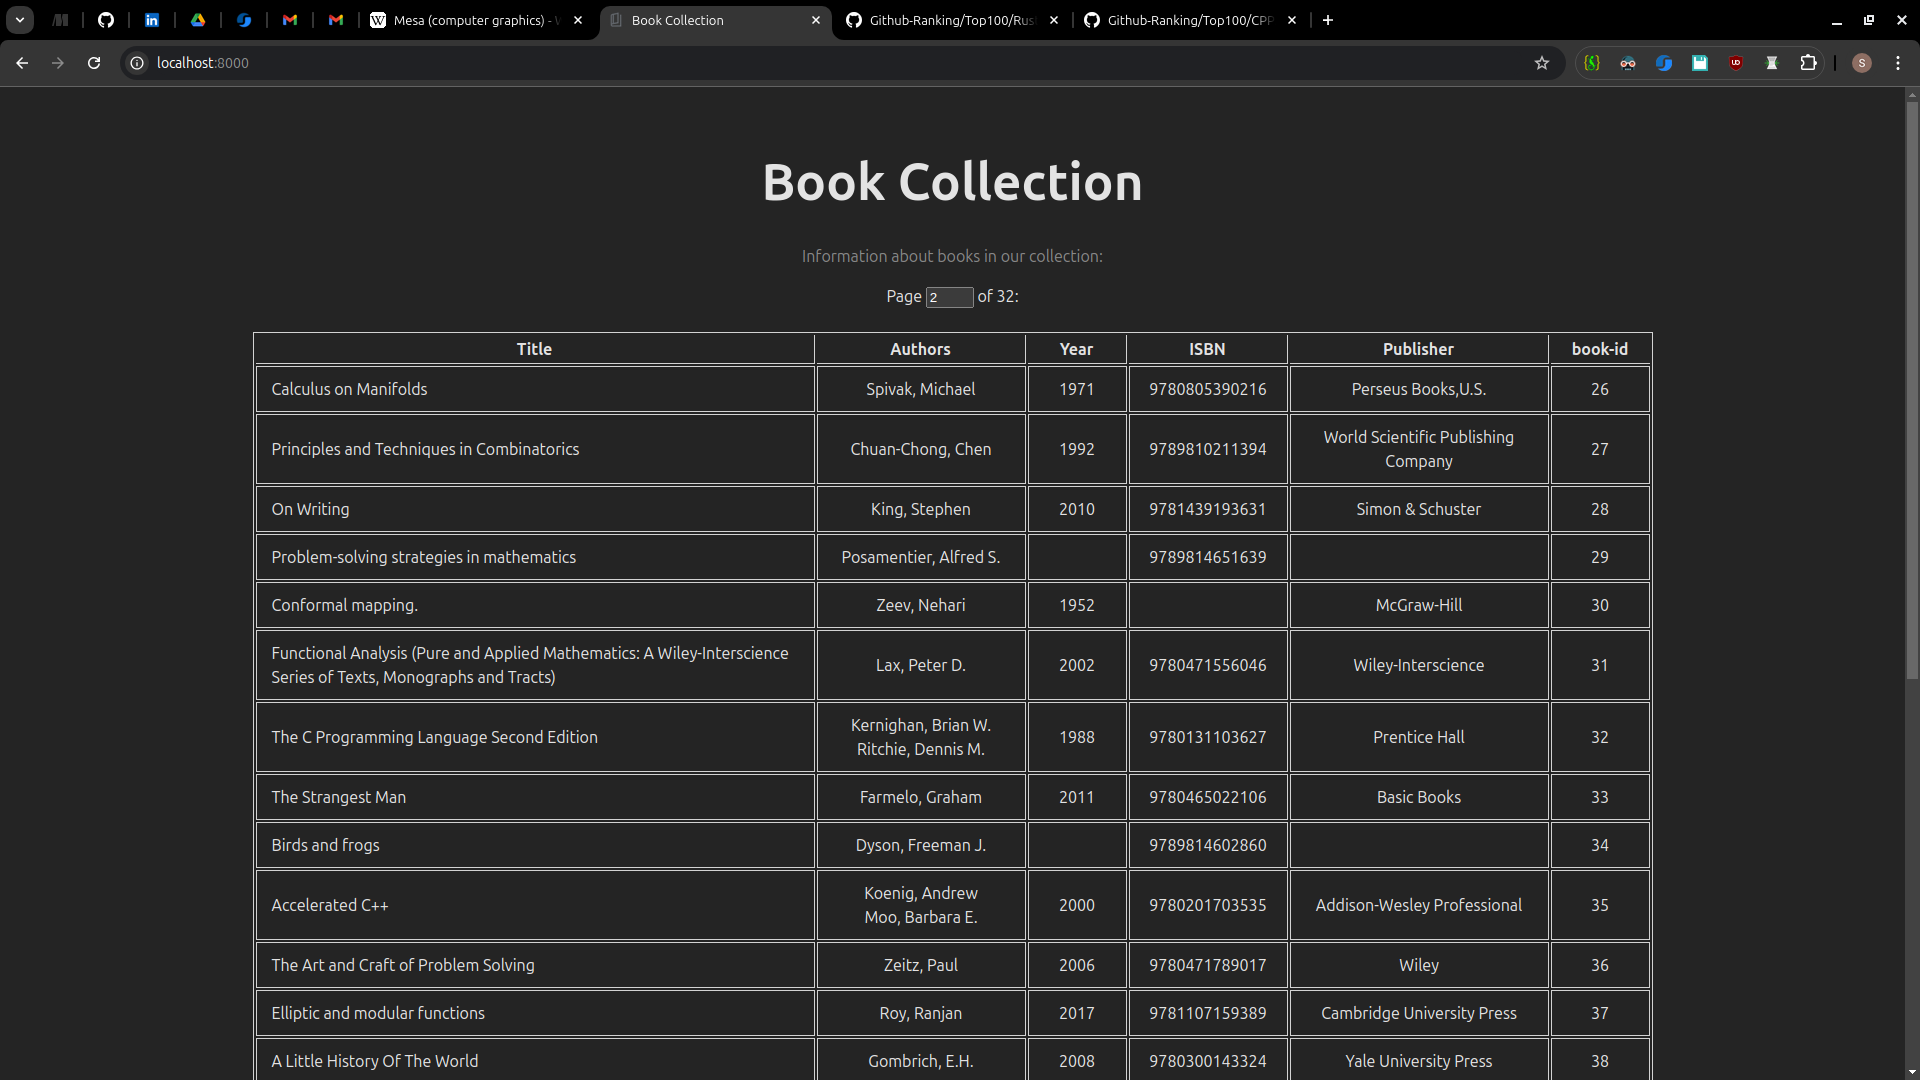 Mesa (computer graphics) - W
Book Collection
Github-Ranking/Top100/Rus
Github-Ranking/Top100/CPP
localhost:8000
S
Book Collection
Information about books in our collection:
Page 2 of 32:
Title Authors Year ISBN Publisher book-id
Calculus on Manifolds Spivak, Michael 1971 9780805390216 Perseus Books,U.S. 26
Principles and Techniques in Combinatorics Chuan-Chong, Chen 1992 9789810211394 World Scientific Publishing
Company 27
On Writing King, Stephen 2010 9781439193631 Simon & Schuster 28
Problem-solving strategies in mathematics Posamentier, Alfred S. 9789814651639 29
Conformal mapping. Zeev, Nehari 1952 McGraw-Hill 30
Functional Analysis (Pure and Applied Mathematics: A Wiley-Interscience
Series of Texts, Monographs and Tracts) Lax, Peter D. 2002 9780471556046 Wiley-Interscience 31
The C Programming Language Second Edition Kernighan, Brian W.
Ritchie, Dennis M. 1988 9780131103627 Prentice Hall 32
The Strangest Man Farmelo, Graham 2011 9780465022106 Basic Books 33
Birds and frogs Dyson, Freeman J. 9789814602860 34
Accelerated C++ Koenig, Andrew
Moo, Barbara E. 2000 9780201703535 Addison-Wesley Professional 35
The Art and Craft of Problem Solving Zeitz, Paul 2006 9780471789017 Wiley 36
Elliptic and modular functions Roy, Ranjan 2017 9781107159389 Cambridge University Press 37
A Little History Of The World Gombrich, E.H. 2008 9780300143324 Yale University Press 38